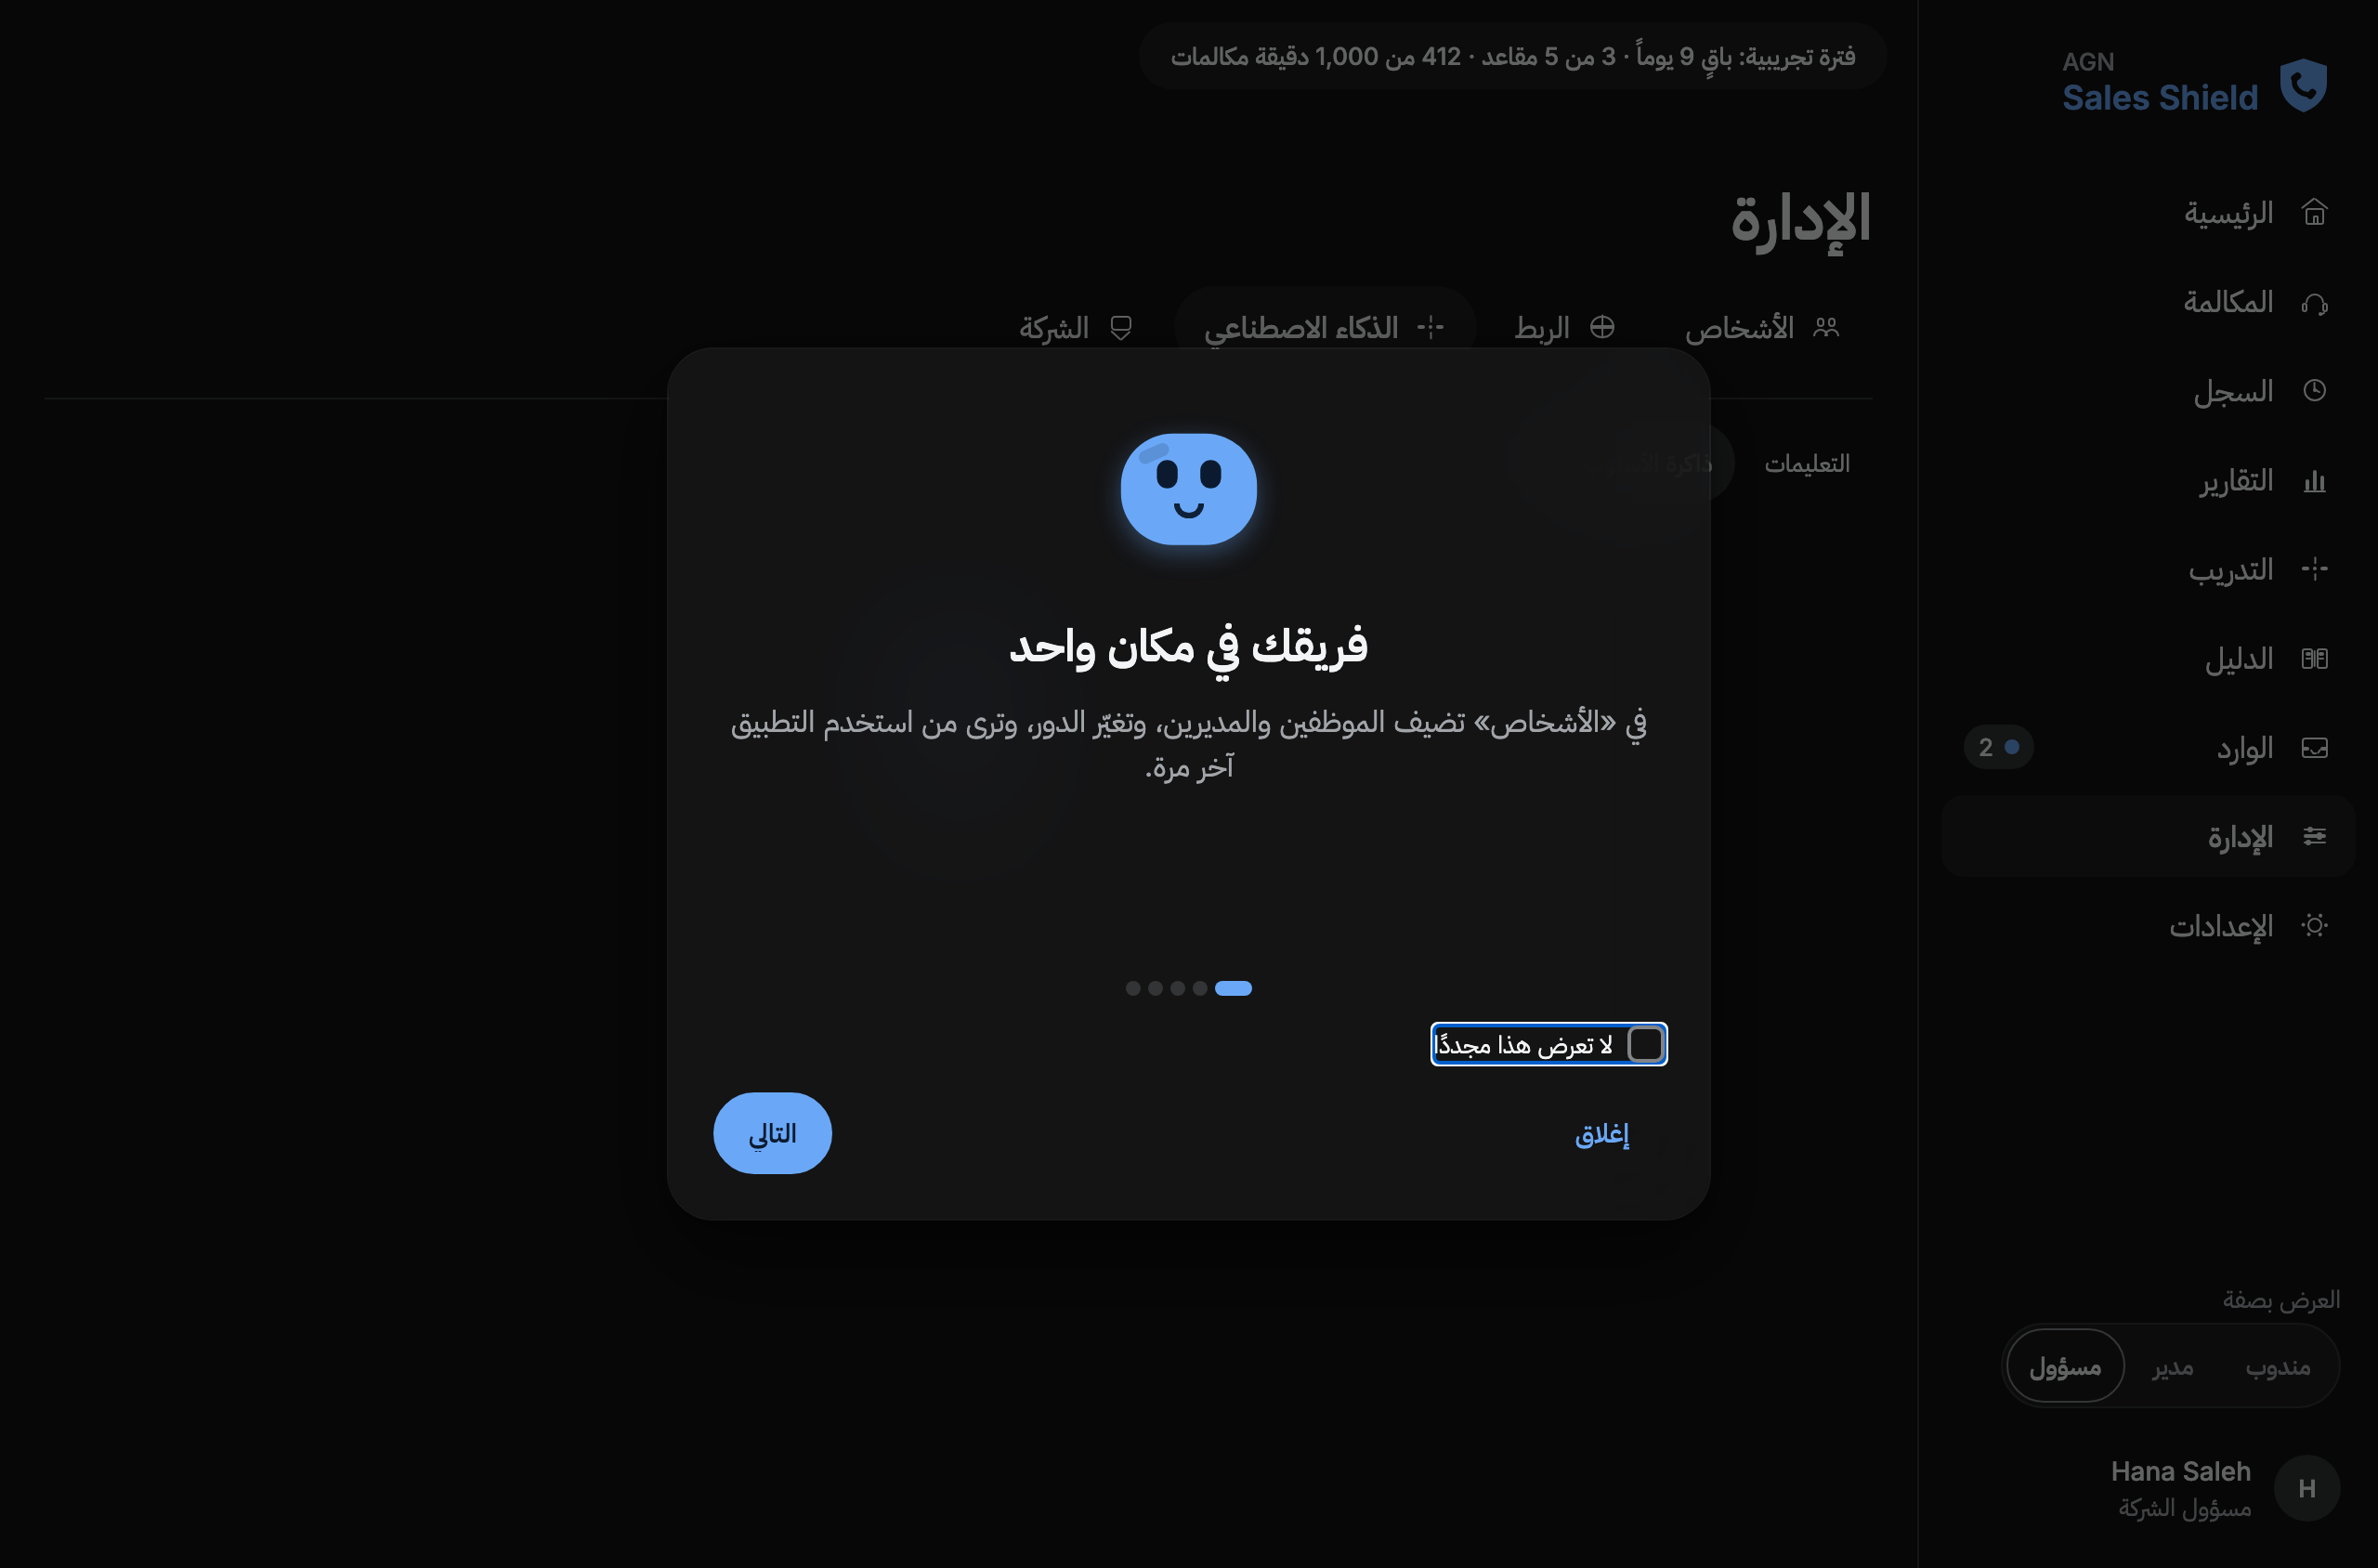 AGN
Sales Shield
الرئيسية
المكالمة
السجل
التقارير
التدريب
الدليل
الوارد
2
الإدارة
الإعدادات
العرض بصفة
مندوب
مدير
مسؤول
H
Hana Saleh
مسؤول الشركة
فترة تجريبية: باقٍ 9 يوماً · 3 من 5 مقاعد · 412 من 1,000 دقيقة مكالمات
الإدارة
الأشخاص
الربط
الذكاء الاصطناعي
الشركة
التعليمات
ذاكرة
فريقك في مكان واحد
في «الأشخاص» تضيف الموظفين والمديرين، وتغيّر الدور، وترى من استخدم التطبيق
آخر مرة.
لا تعرض هذا مجددًا
إغلاق
التالي